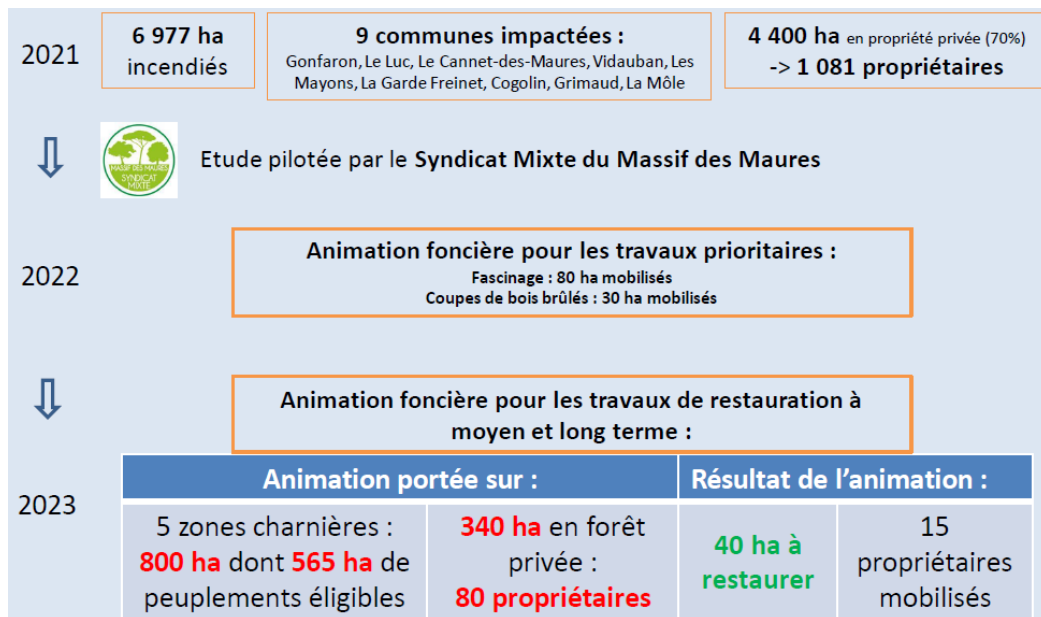 2021
6 977 ha
incendiés
9 communes impactées :
Gonfaron, Le Luc, Le Cannet-des-Maures, Vidauban, Les
Mayons, La Garde Freinet, Cogolin, Grimaud, La Môle
4 400 ha en propriété privée (70%)
-> 1 081 propriétaires
MASSIF DES MAURES
SYNDICAT
MIXTE
Etude pilotée par le Syndicat Mixte du Massif des Maures
2022
Animation foncière pour les travaux prioritaires :
Fascinage : 80 ha mobilisés
Coupes de bois brûlés : 30 ha mobilisés
Animation foncière pour les travaux de restauration à
moyen et long terme :
2023
Animation portée sur :
Résultat de l’animation :
5 zones charnières :
800 ha dont 565 ha de
peuplements éligibles
340 ha en forêt
privée :
80 propriétaires
40 ha à
restaurer
15
propriétaires
mobilisés